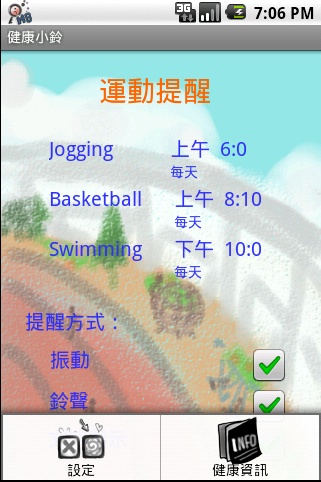 3G 7:06 PM
健康小鈴
運動提醒
Jogging 上午 6:0
每天
Basketball 上午 8:10
每天
Swimming 下午 10:0
每天
提醒方式：
振動
鈴聲
INFO
設定 健康資訊